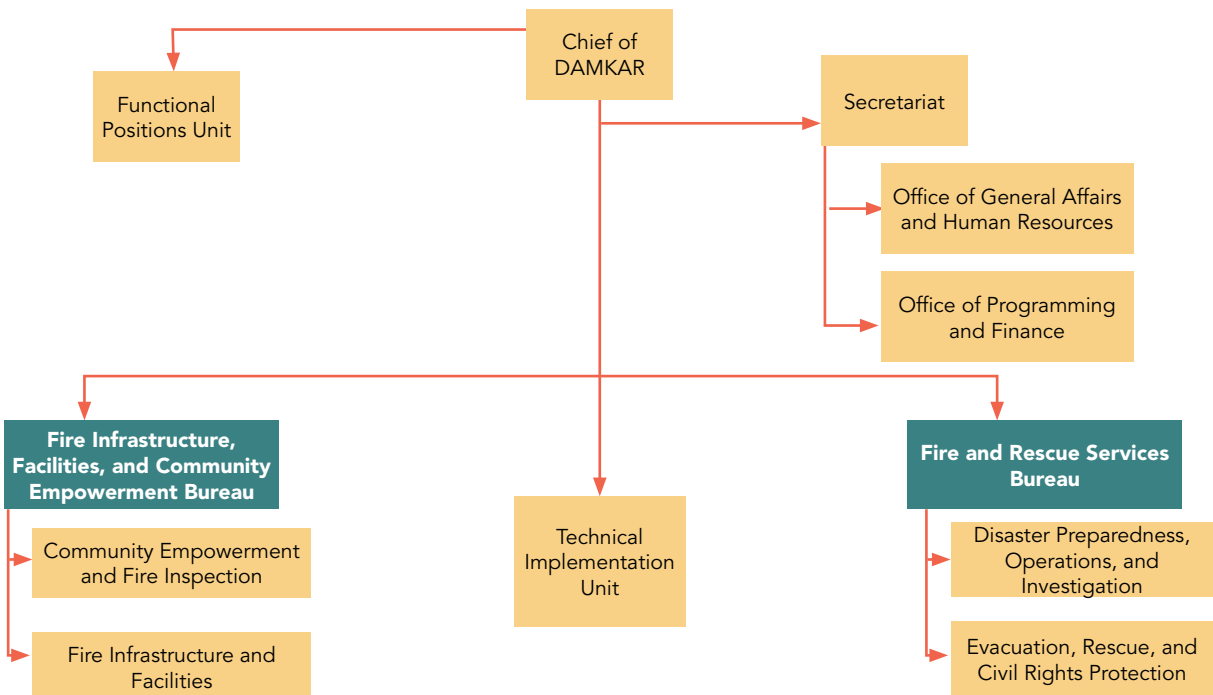 Chief of
DAMKAR
Functional
Positions Unit
Secretariat
Office of General Affairs
and Human Resources
Office of Programming
and Finance
Fire Infrastructure,
Facilities, and Community
Empowerment Bureau
Community Empowerment
and Fire Inspection
Fire Infrastructure and
Facilities
Technical
Implementation
Unit
Fire and Rescue Services
Bureau
Disaster Preparedness,
Operations, and
Investigation
Evacuation, Rescue, and
Civil Rights Protection